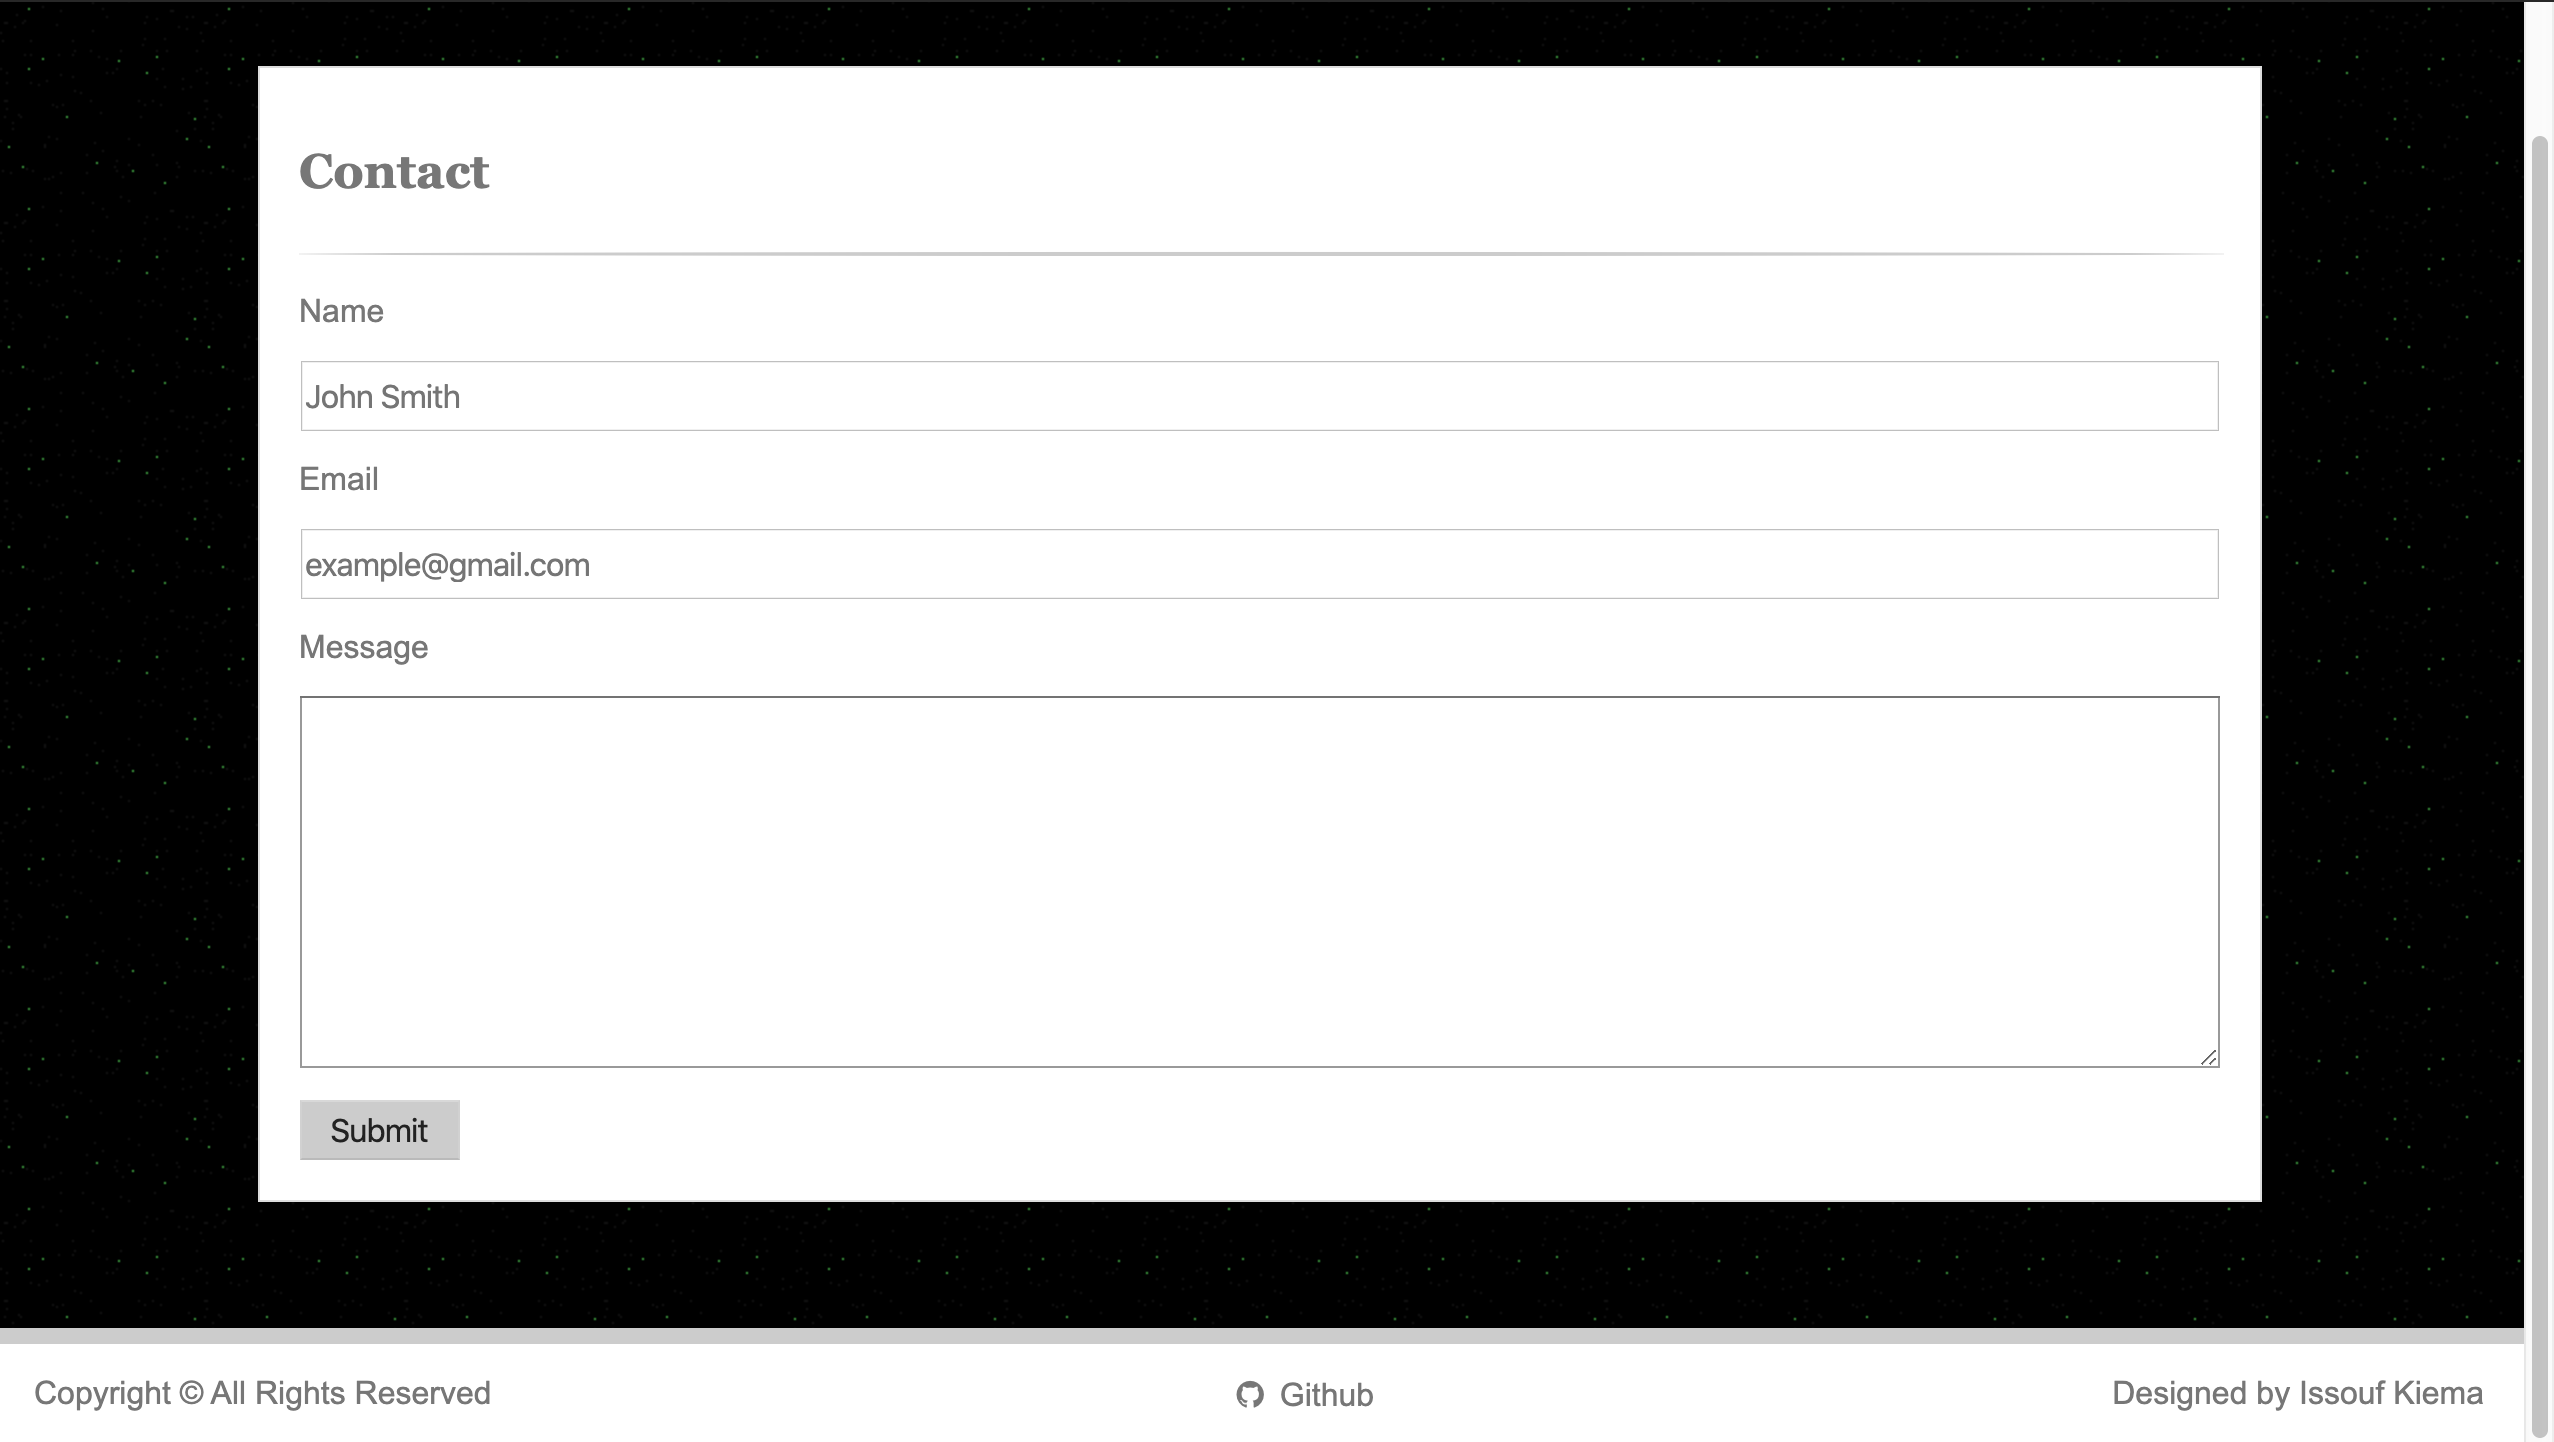 Contact
Name
John Smith
Email
example@gmail.com
Message
Submit
Copyright © All Rights Reserved
Github
Designed by Issouf Kiema